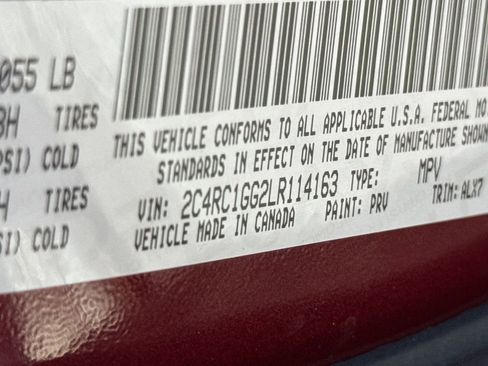 055 LB
TIRES
PSI) COLD
TIRES
SI) COLD
THIS VEHICLE CONFORMS TO ALL APPLICABLE U.S.A. FEDERAL MO
STANDARDS IN EFFECT ON THE DATE OF MANUFACTURE SHOWN
VIN: 2C4RC1GG2LR114163 TYPE: MPV
VEHICLE MADE IN CANADA PAINT: PRV TRIM: ALX7